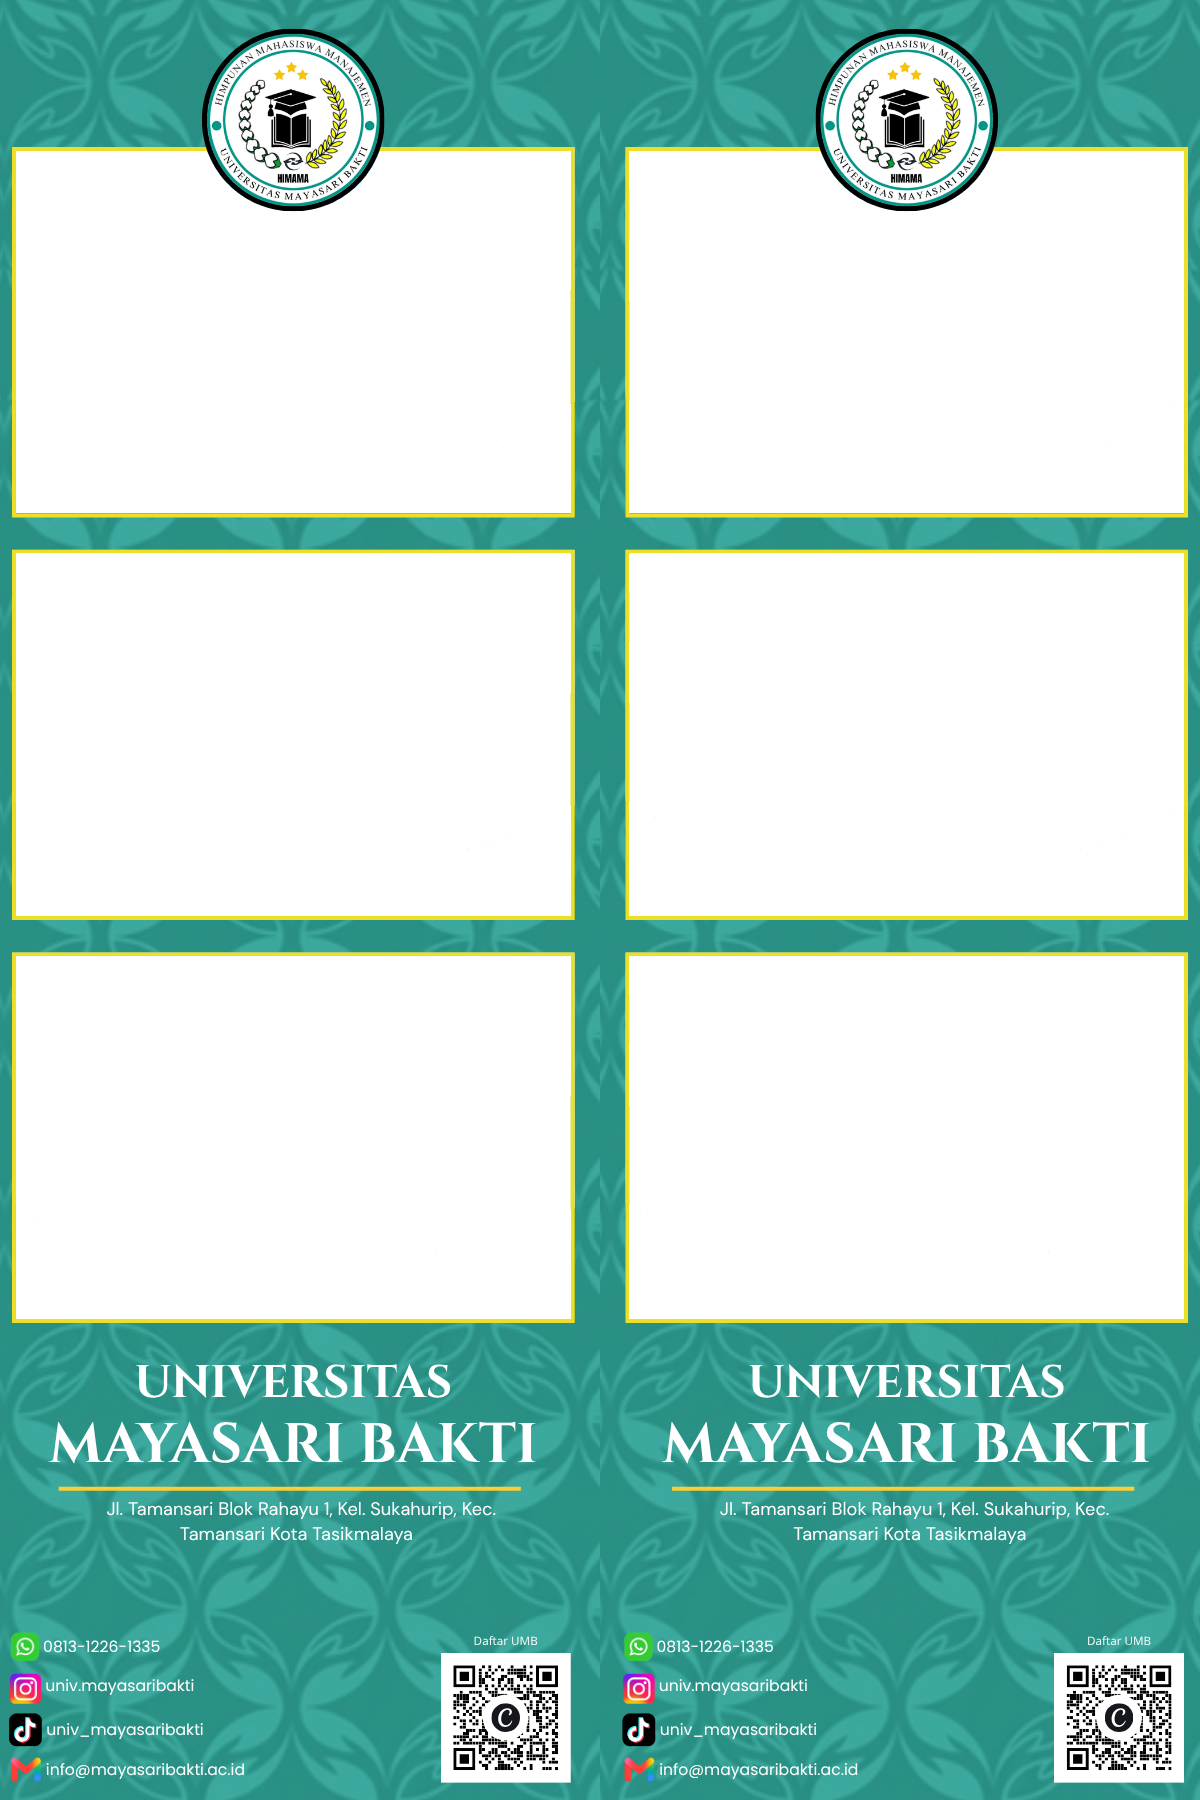 HIMPUNAN MAHASISWA MANAJEMEN
HIMAMA
UNIVERSITAS MAYASARI BAKTI
UNIVERSITAS
MAYASARI BAKTI
Jl. Tamansari Blok Rahayu 1, Kel. Sukahurip, Kec.
Tamansari Kota Tasikmalaya
0813-1226-1335
univ.mayasaribakti
univ_mayasaribakti
info@mayasaribakti.ac.id
Daftar UMB
C
HIMPUNAN MAHASISWA MANAJEMEN
HIMAMA
UNIVERSITAS MAYASARI BAKTI
UNIVERSITAS
MAYASARI BAKTI
Jl. Tamansari Blok Rahayu 1, Kel. Sukahurip, Kec.
Tamansari Kota Tasikmalaya
0813-1226-1335
univ.mayasaribakti
univ_mayasaribakti
info@mayasaribakti.ac.id
Daftar UMB
C